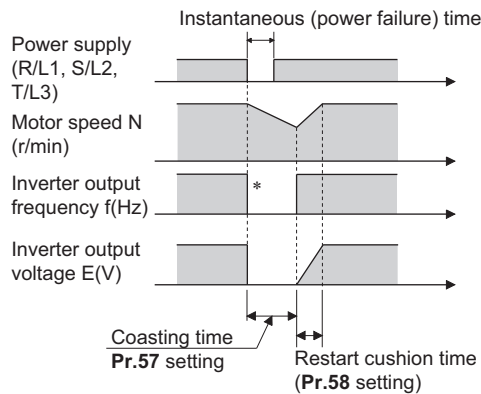 Instantaneous (power failure) time
Power supply
(R/L1, S/L2,
T/L3)
Motor speed N
(r/min)
Inverter output
frequency f(Hz)
*
Inverter output
voltage E(V)
Coasting time
Pr.57 setting
Restart cushion time
(Pr.58 setting)